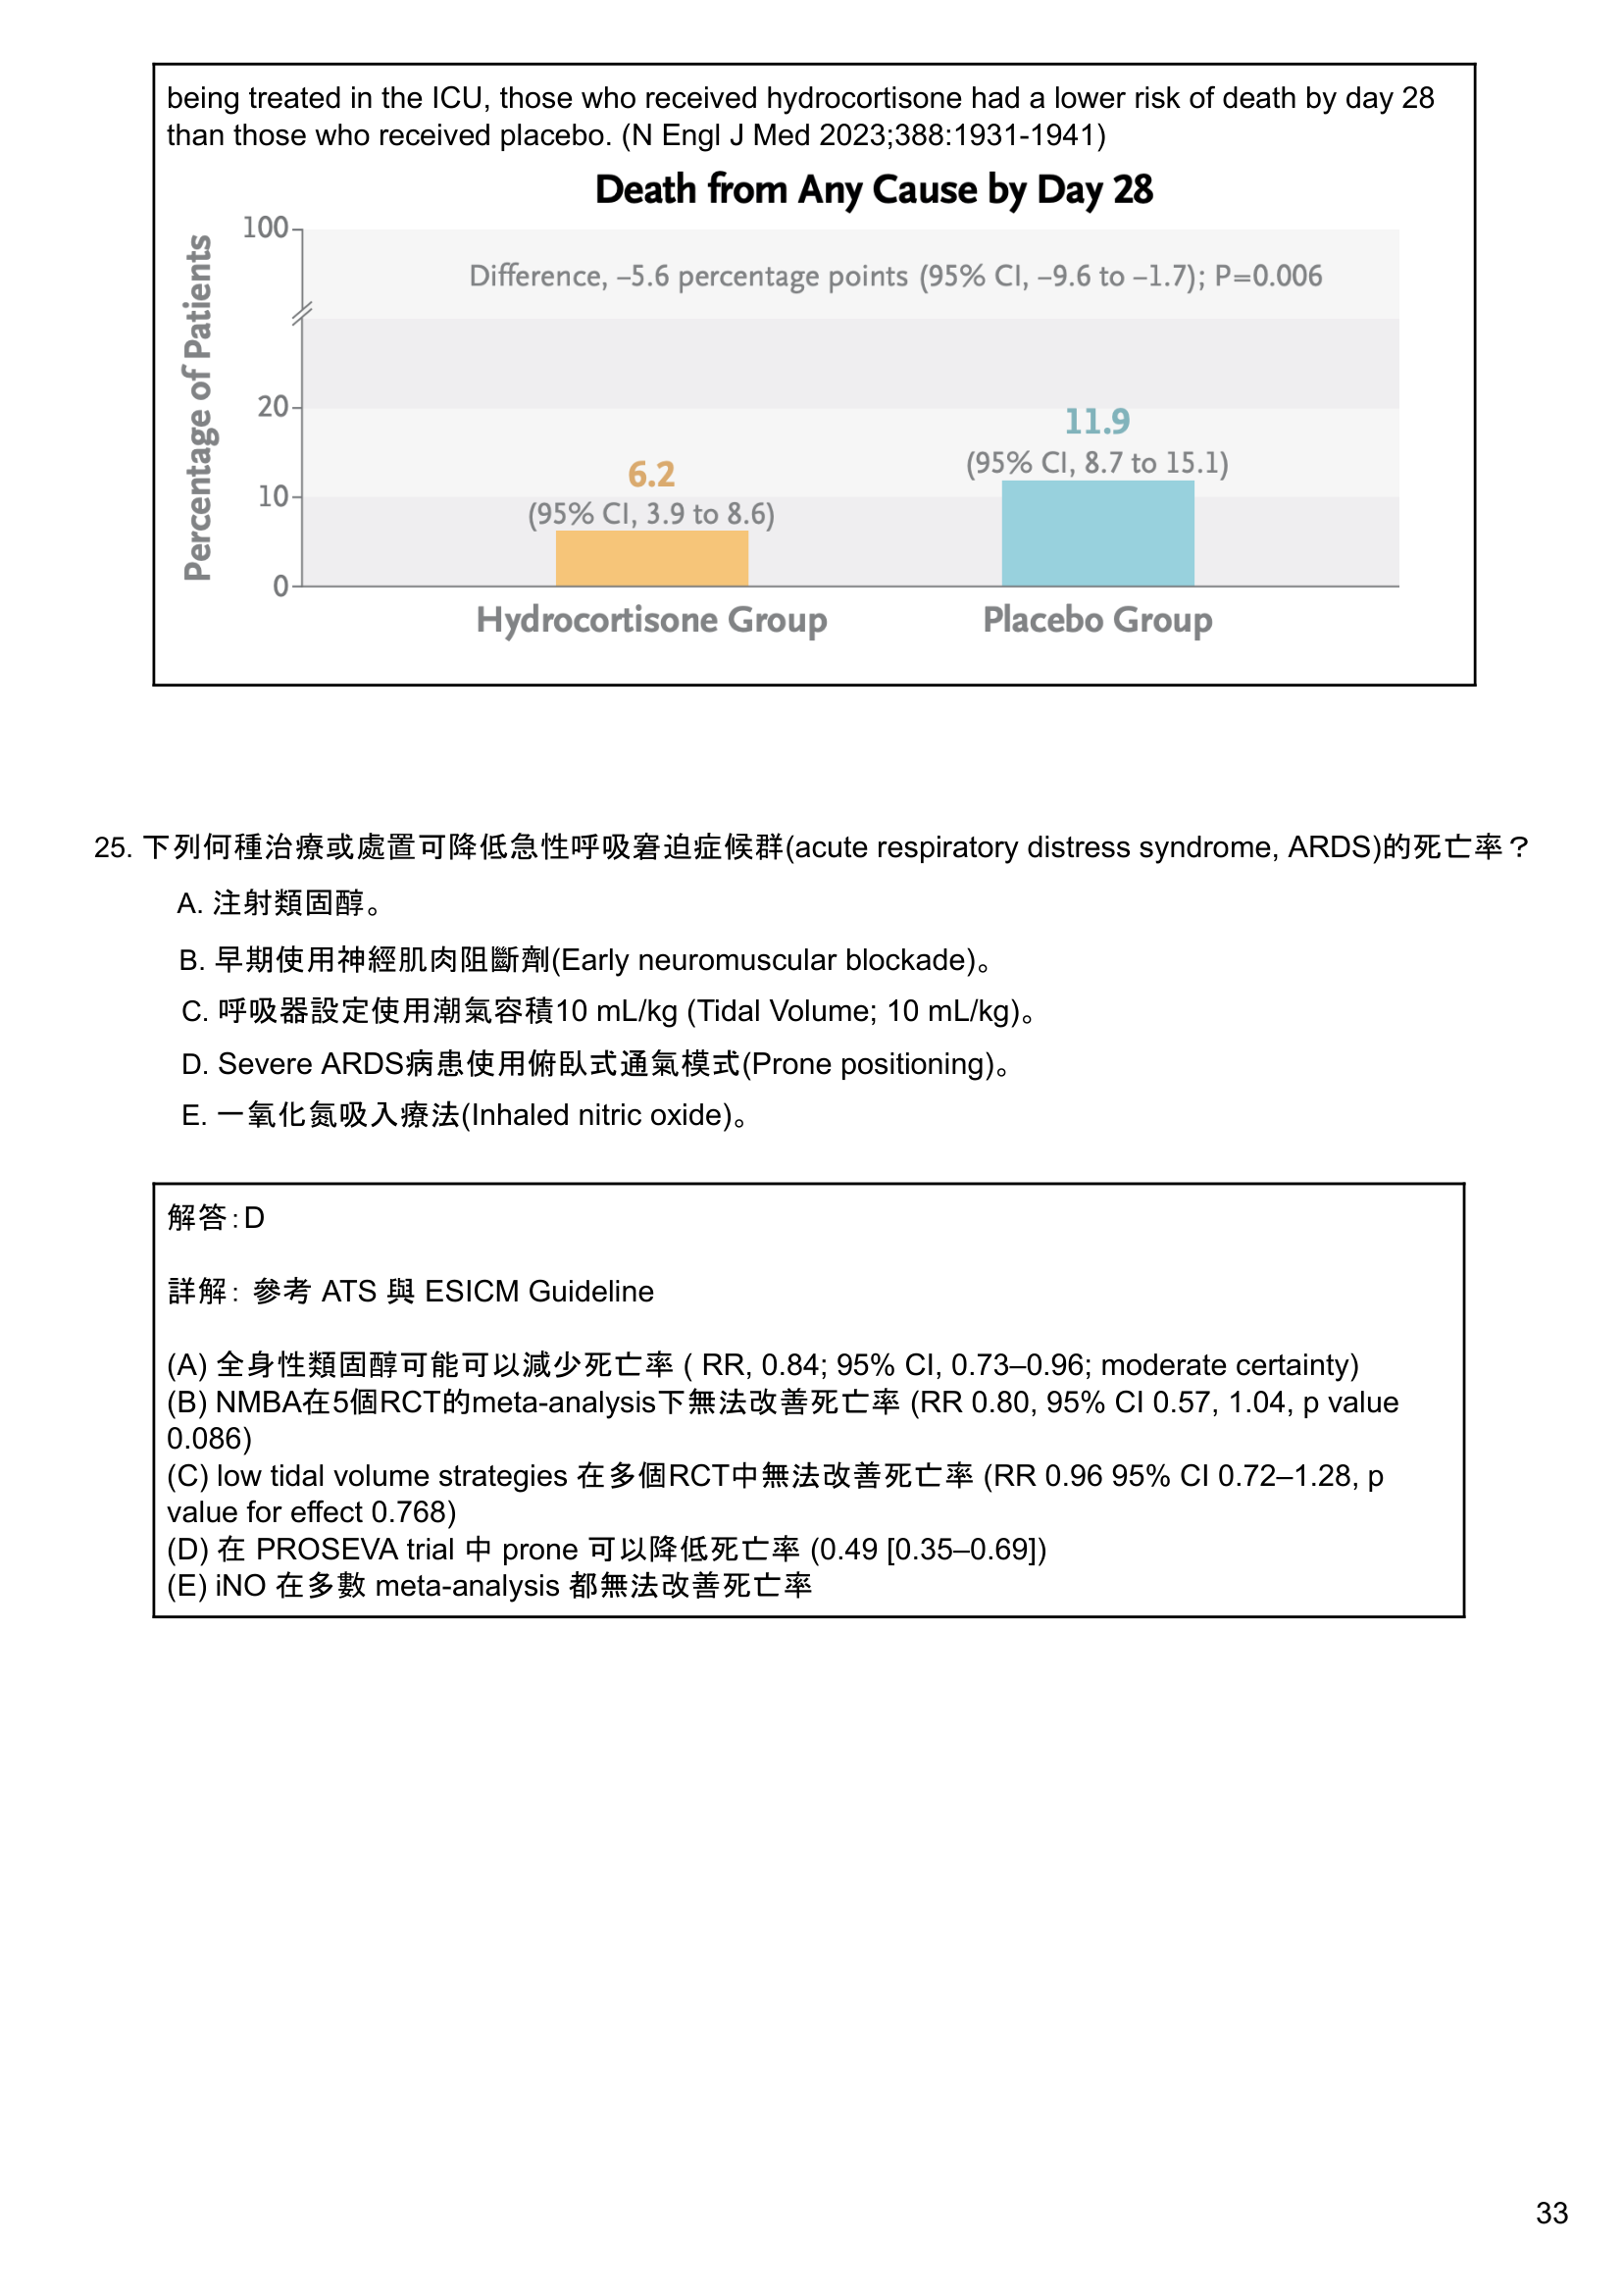 being treated in the ICU, those who received hydrocortisone had a lower risk of death by day 28
than those who received placebo. (N Engl J Med 2023;388:1931-1941)
Death from Any Cause by Day 28
Percentage of Patients
100
Difference, –5.6 percentage points (95% CI, –9.6 to –1.7); P=0.006
20
11.9
(95% CI, 8.7 to 15.1)
6.2
10
(95% CI, 3.9 to 8.6)
0
Hydrocortisone Group
Placebo Group
25. 下列何種治療或處置可降低急性呼吸窘迫症候群(acute respiratory distress syndrome, ARDS)的死亡率？
A. 注射類固醇。
B. 早期使用神經肌肉阻斷劑(Early neuromuscular blockade)。
C. 呼吸器設定使用潮氣容積10 mL/kg (Tidal Volume; 10 mL/kg)。
D. Severe ARDS病患使用俯臥式通氣模式(Prone positioning)。
E. 一氧化氮吸入療法(Inhaled nitric oxide)。
解答：D
詳解： 參考 ATS 與 ESICM Guideline
(A) 全身性類固醇可能可以減少死亡率 ( RR, 0.84; 95% CI, 0.73–0.96; moderate certainty)
(B) NMBA在5個RCT的meta-analysis下無法改善死亡率 (RR 0.80, 95% CI 0.57, 1.04, p value
0.086)
(C) low tidal volume strategies 在多個RCT中無法改善死亡率 (RR 0.96 95% CI 0.72–1.28, p
value for effect 0.768)
(D) 在 PROSEVA trial 中 prone 可以降低死亡率 (0.49 [0.35–0.69])
(E) iNO 在多數 meta-analysis 都無法改善死亡率
33